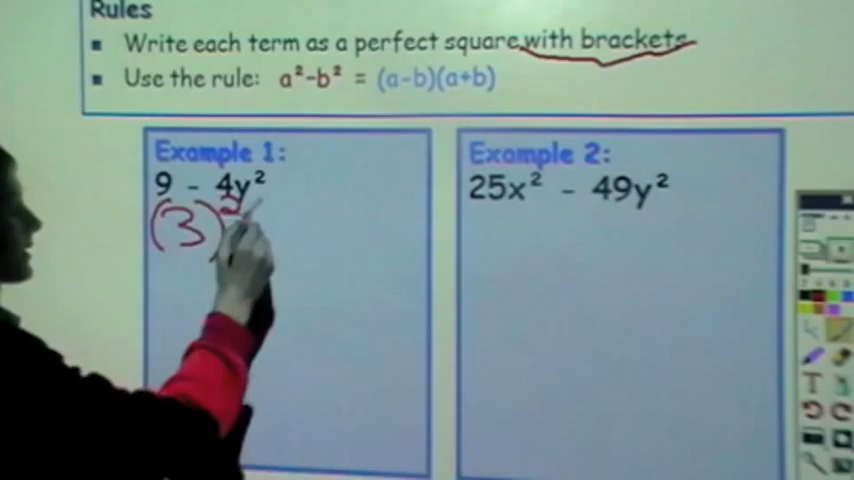 Rules
▪ Write each term as a perfect square with brackets
▪ Use the rule: a²-b² = (a-b)(a+b)
Example 1:
9 - 4y²
(3)²
Example 2:
25x² - 49y²
T